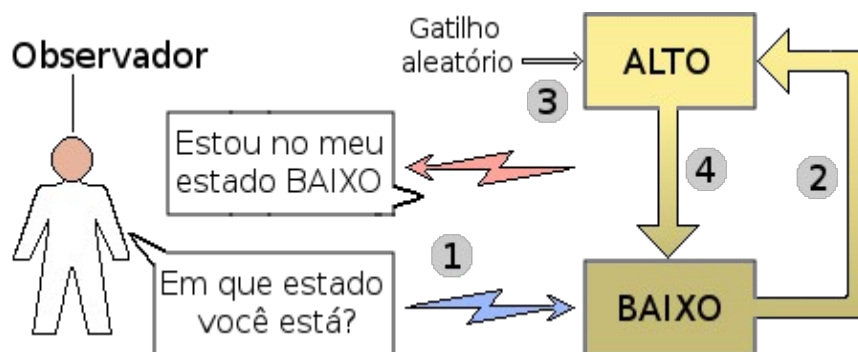 Observador
Gatilho
aleatório
ALTO
3
Estou no meu
estado BAIXO
4
2
1
Em que estado
você está?
BAIXO